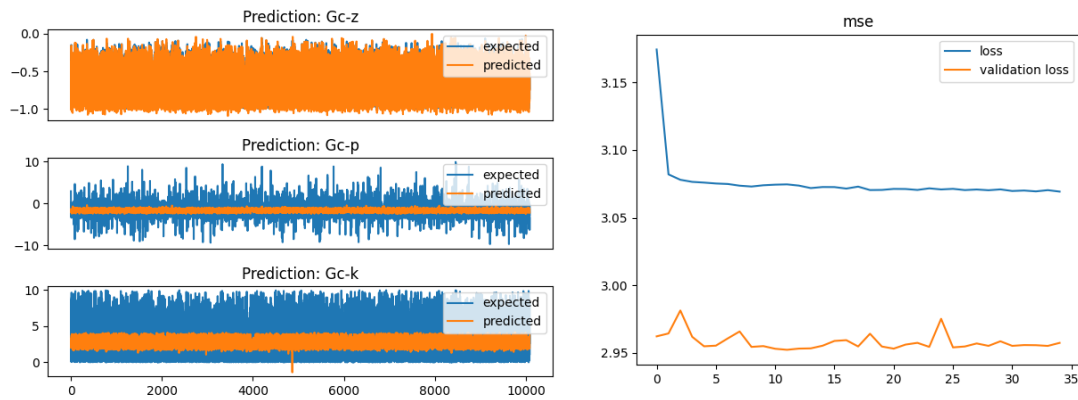 Prediction: Gc-z
0.0
−0.5
−1.0
expected
predicted
Prediction: Gc-p
10
0
−10
expected
predicted
Prediction: Gc-k
10
5
0
expected
predicted
0 2000 4000 6000 8000 10000
mse
3.15
3.10
3.05
3.00
2.95
loss
validation loss
0 5 10 15 20 25 30 35